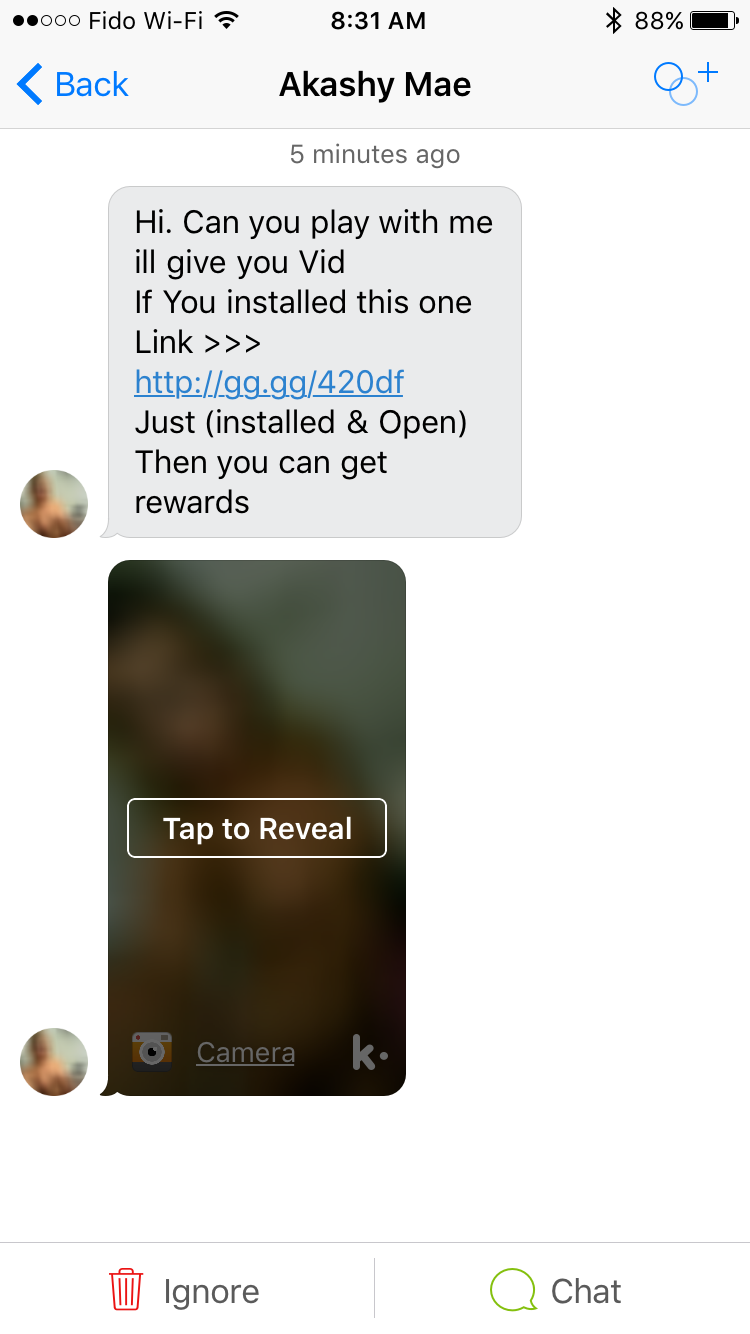 Fido Wi-Fi 8:31 AM 88%
Back Akashy Mae
5 minutes ago
Hi. Can you play with me
ill give you Vid
If You installed this one
Link >>>
http://gg.gg/420df
Just (installed & Open)
Then you can get
rewards
Tap to Reveal
Camera k.
Ignore Chat